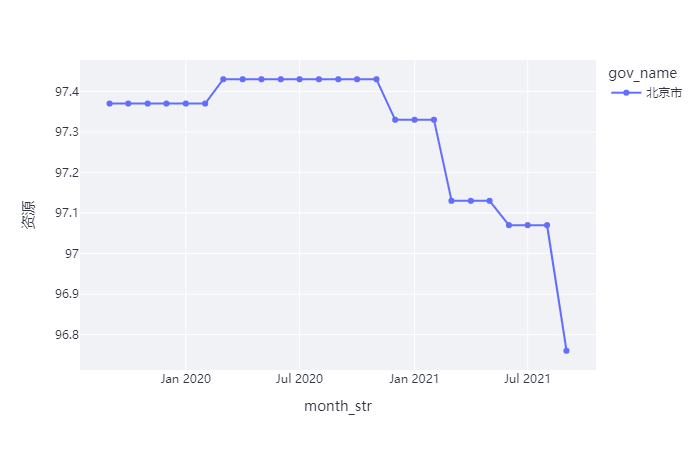 gov_name
北京市
97.4
97.3
97.2
97.1
97
96.9
96.8
资源
Jan 2020
Jul 2020
Jan 2021
Jul 2021
month_str